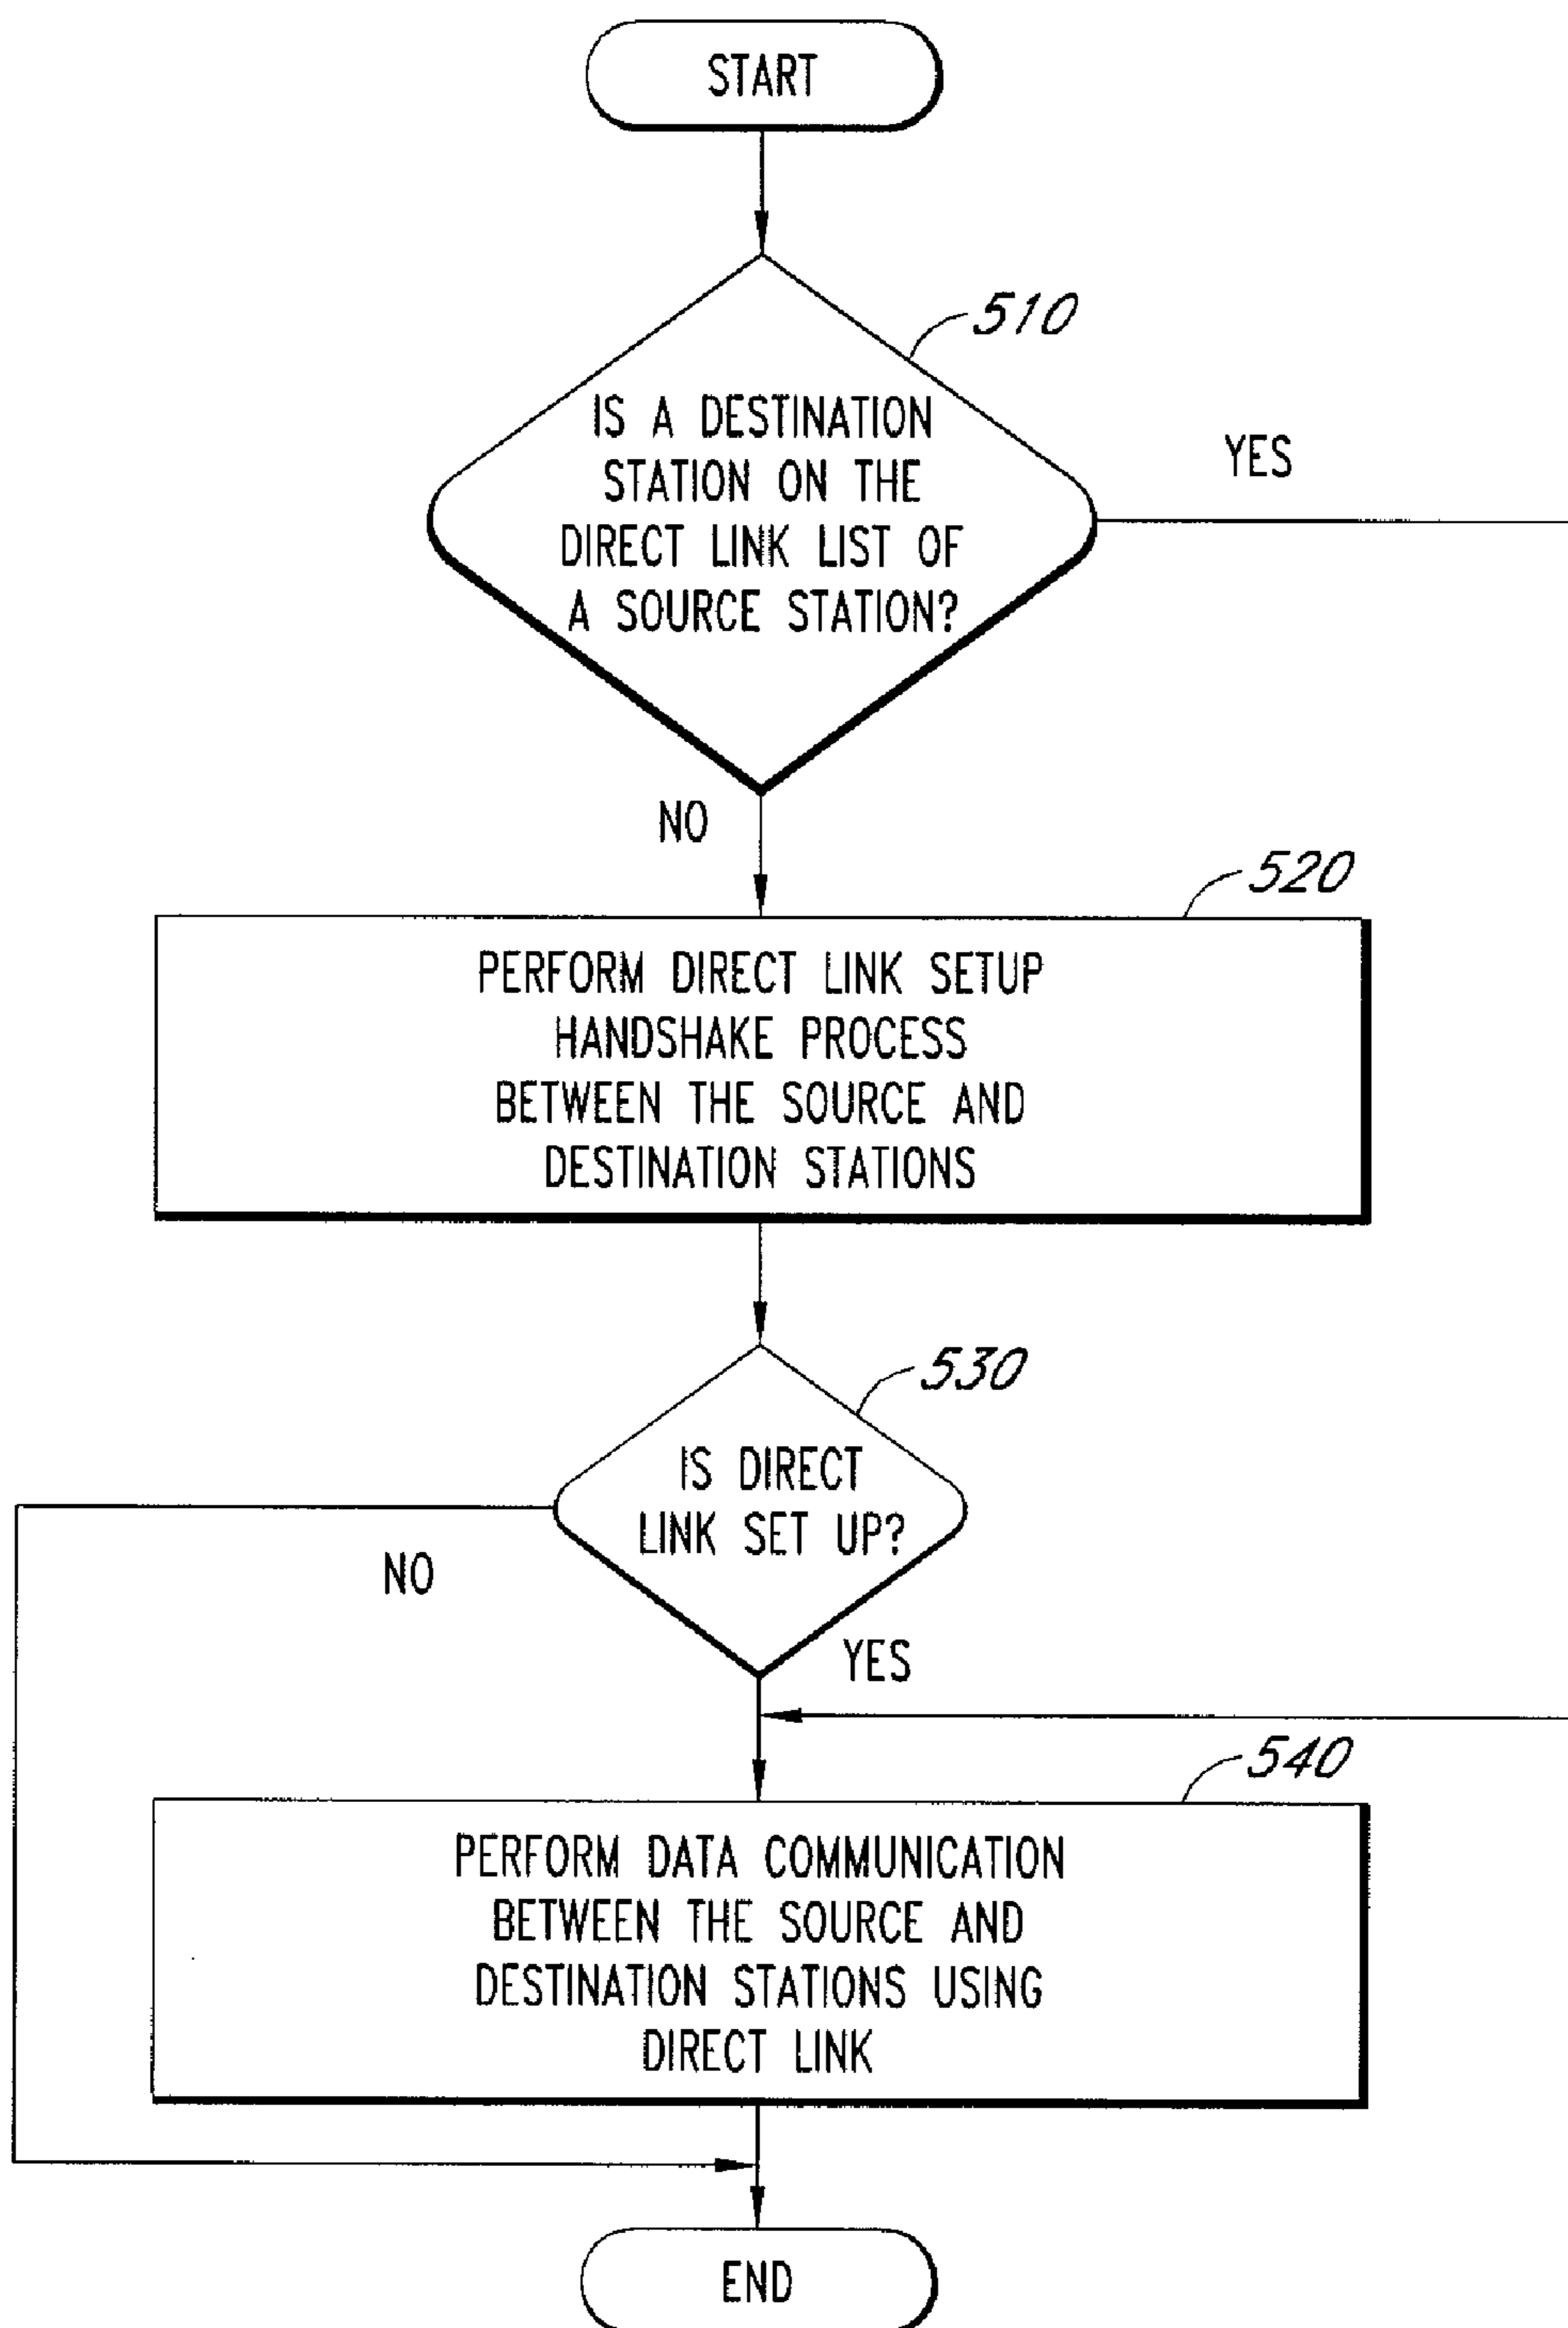 START
510
IS A DESTINATION
STATION ON THE
DIRECT LINK LIST OF
A SOURCE STATION?
YES
NO
520
PERFORM DIRECT LINK SETUP
HANDSHAKE PROCESS
BETWEEN THE SOURCE AND
DESTINATION STATIONS
530
IS DIRECT
LINK SET UP?
NO
YES
540
PERFORM DATA COMMUNICATION
BETWEEN THE SOURCE AND
DESTINATION STATIONS USING
DIRECT LINK
END